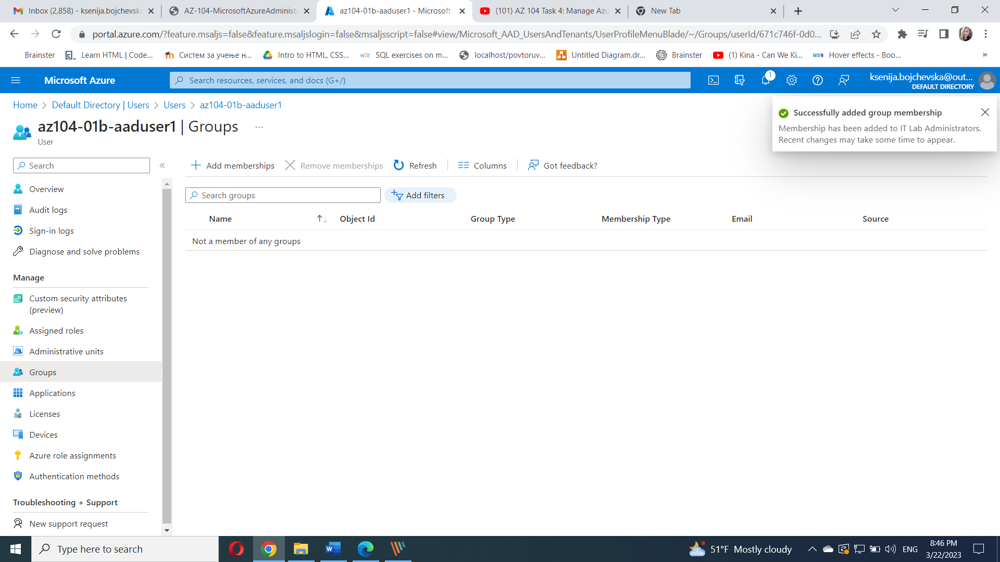 Inbox (2,858) - ksenija.bojchevska
AZ-104-MicrosoftAzureAdminist
az104-01b-aaduser1 - Microsoft
(101) AZ 104 Task 4: Manage Azu
New Tab
portal.azure.com/?feature.msaljs=false&feature.msaljslogin=false&msaljsscript=false#view/Microsoft_AAD_UsersAndTenants/UserProfileMenuBlade/~/Groups/userId/671c746f-0d0...
Brainster
Learn HTML | Code...
Систем за учење н...
Intro to HTML, CSS...
w3r SQL exercises on m...
localhost/povtoruv...
Untitled Diagram.dr...
Brainster
(1) Kina - Can We Ki...
MDB Hover effects - Boo...
»
Microsoft Azure
Search resources, services, and docs (G+/)
1
ksenija.bojchevska@out...
DEFAULT DIRECTORY
Home > Default Directory | Users > Users > az104-01b-aaduser1
az104-01b-aaduser1 | Groups ...
User
Successfully added group membership
Membership has been added to IT Lab Administrators.
Recent changes may take some time to appear.
Search
«
Overview
Audit logs
Sign-in logs
Diagnose and solve problems
Manage
Custom security attributes
(preview)
Assigned roles
Administrative units
Groups
Applications
Licenses
Devices
Azure role assignments
Authentication methods
Troubleshooting + Support
New support request
Add memberships
Remove memberships
Refresh
Columns
Got feedback?
Search groups
Add filters
Name
Object Id
Group Type
Membership Type
Email
Source
Not a member of any groups
Type here to search
51°F Mostly cloudy
ENG
8:46 PM
3/22/2023